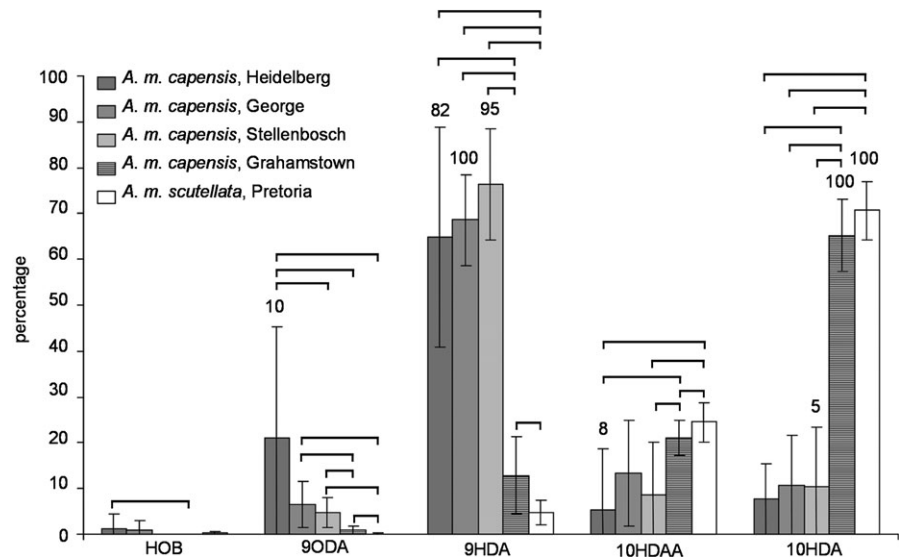 percentage
100
90
80
70
60
50
40
30
20
10
0
A. m. capensis, Heidelberg
A. m. capensis, George
A. m. capensis, Stellenbosch
A. m. capensis, Grahamstown
A. m. scutellata, Pretoria
10
82
100
95
8
5
100
100
HOB 9ODA 9HDA 10HDAA 10HDA